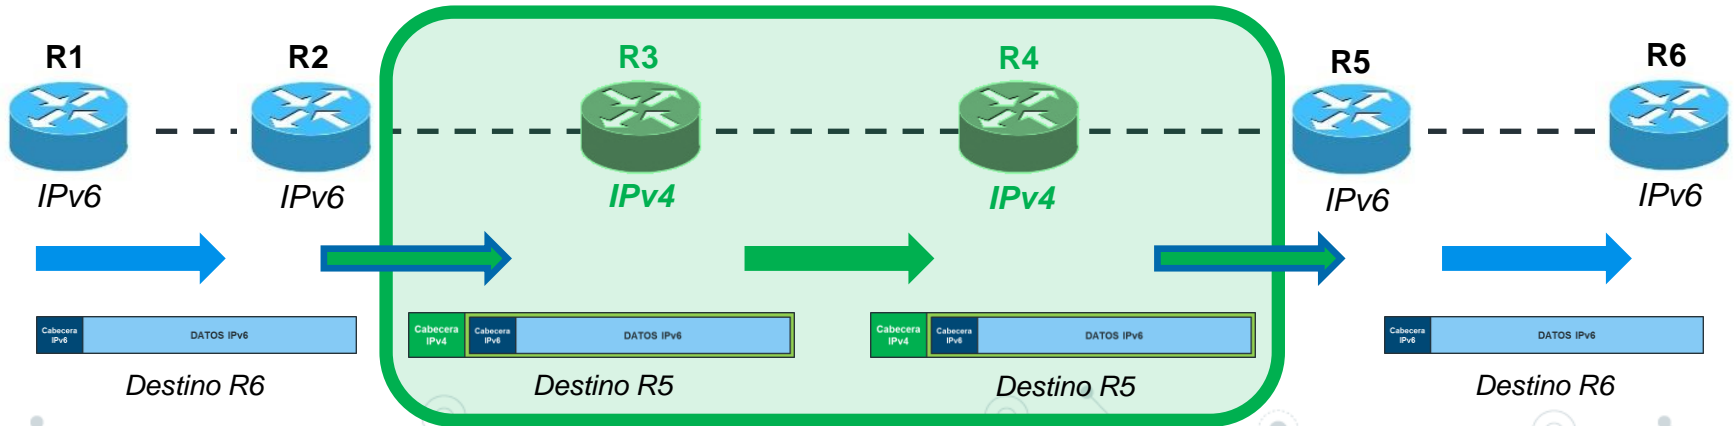 R1
R2
R3
R4
R5
R6
IPv6
IPv6
IPv4
IPv4
IPv6
IPv6
Cabecera
IPv6
DATOS IPv6
Cabecera
IPv4
Cabecera
IPv6
DATOS IPv6
Cabecera
IPv4
Cabecera
IPv6
DATOS IPv6
Cabecera
IPv6
DATOS IPv6
Destino R6
Destino R5
Destino R5
Destino R6